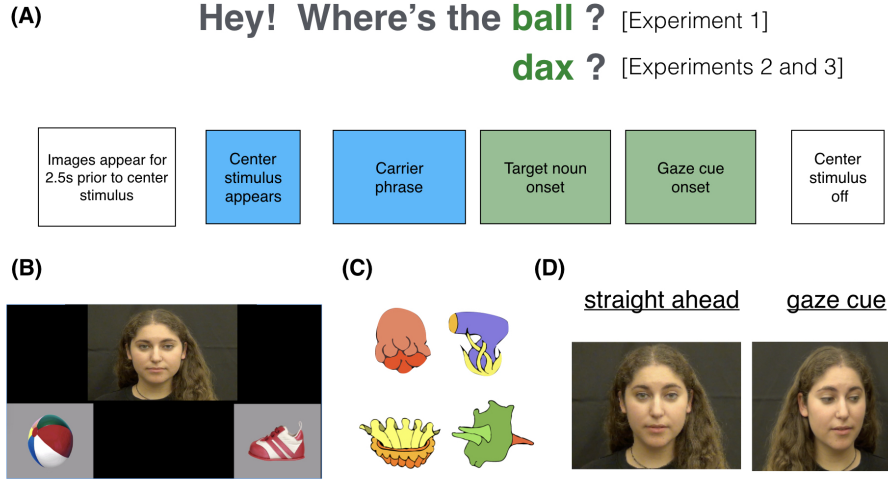 (A)
Hey! Where's the ball ? [Experiment 1]
dax ? [Experiments 2 and 3]
Images appear for
2.5s prior to center
stimulus
Center
stimulus
appears
Carrier
phrase
Target noun
onset
Gaze cue
onset
Center
stimulus
off
(B)
(C)
(D)
straight ahead
gaze cue